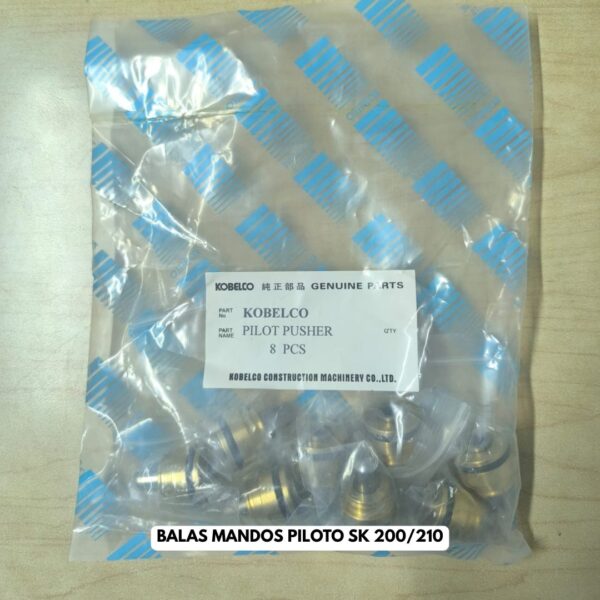 KOBELCO 純正部品 GENUINE PARTS
PART No KOBELCO
PART NAME PILOT PUSHER Q'TY
8 PCS
KOBELCO CONSTRUCTION MACHINERY CO.,LTD.
BALAS MANDOS PILOTO SK 200/210